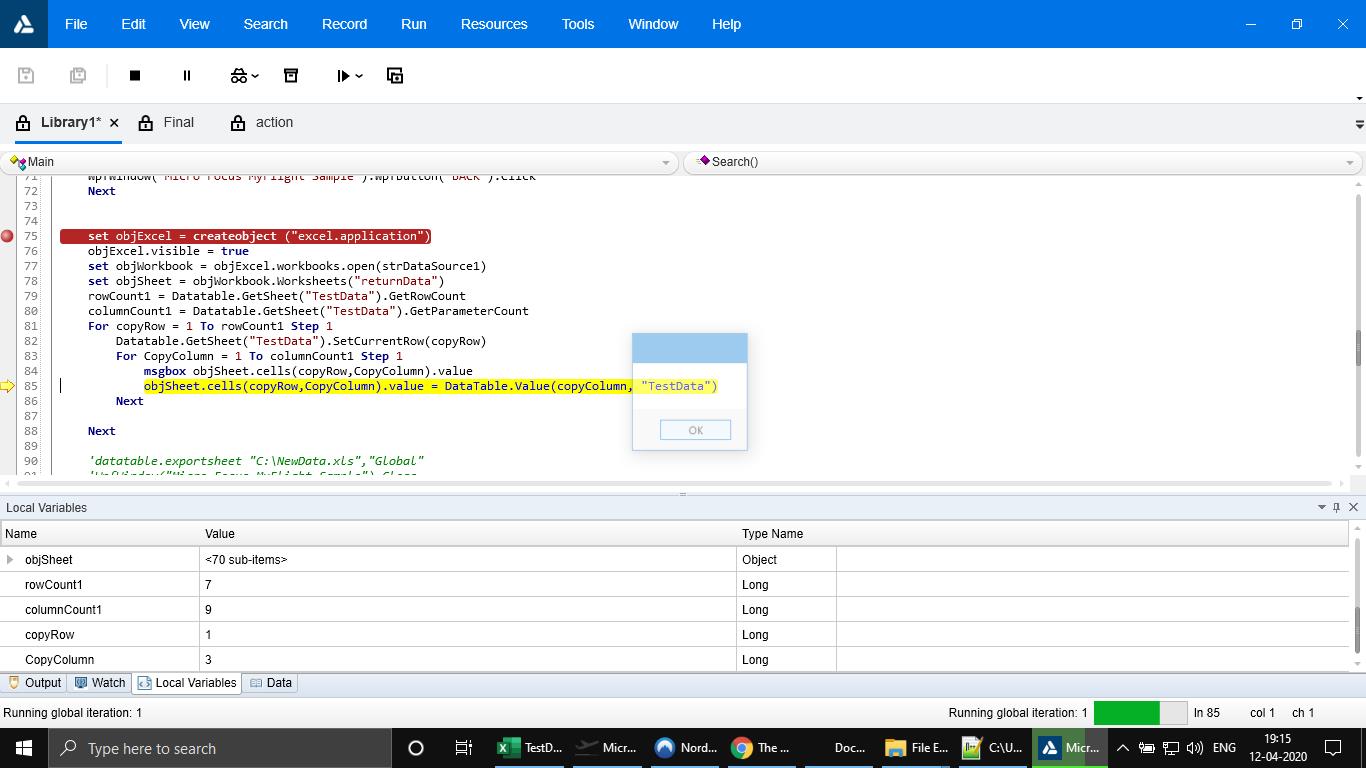 File Edit View Search Record Run Resources Tools Window Help
Library1* Final action
Main Search()
71 WpfWindow("Micro Focus MyFlight Sample").WpfButton("BACK").Click
72 Next
73
74
75 set objExcel = createobject ("excel.application")
76 objExcel.visible = true
77 set objWorkbook = objExcel.workbooks.open(strDataSource1)
78 set objSheet = objWorkbook.Worksheets("returnData")
79 rowCount1 = Datatable.GetSheet("TestData").GetRowCount
80 columnCount1 = Datatable.GetSheet("TestData").GetParameterCount
81 For copyRow = 1 To rowCount1 Step 1
82 Datatable.GetSheet("TestData").SetCurrentRow(copyRow)
83 For CopyColumn = 1 To columnCount1 Step 1
84 msgbox objSheet.cells(copyRow,CopyColumn).value
85 objSheet.cells(copyRow,CopyColumn).value = DataTable.Value(copyColumn, "TestData")
86 Next
87
88 Next
89
90 'datatable.exportsheet "C:\NewData.xls","Global"
91 'WpfWindow("Micro Focus MyFlight Sample").Close
OK
Local Variables
Name Value Type Name
objSheet <70 sub-items> Object
rowCount1 7 Long
columnCount1 9 Long
copyRow 1 Long
CopyColumn 3 Long
Output Watch Local Variables Data
Running global iteration: 1 Running global iteration: 1 ln 85 col 1 ch 1
Type here to search TestD... Micr... Nord... The ... Doc... File E... C:\U... Micr... ENG 19:15
12-04-2020